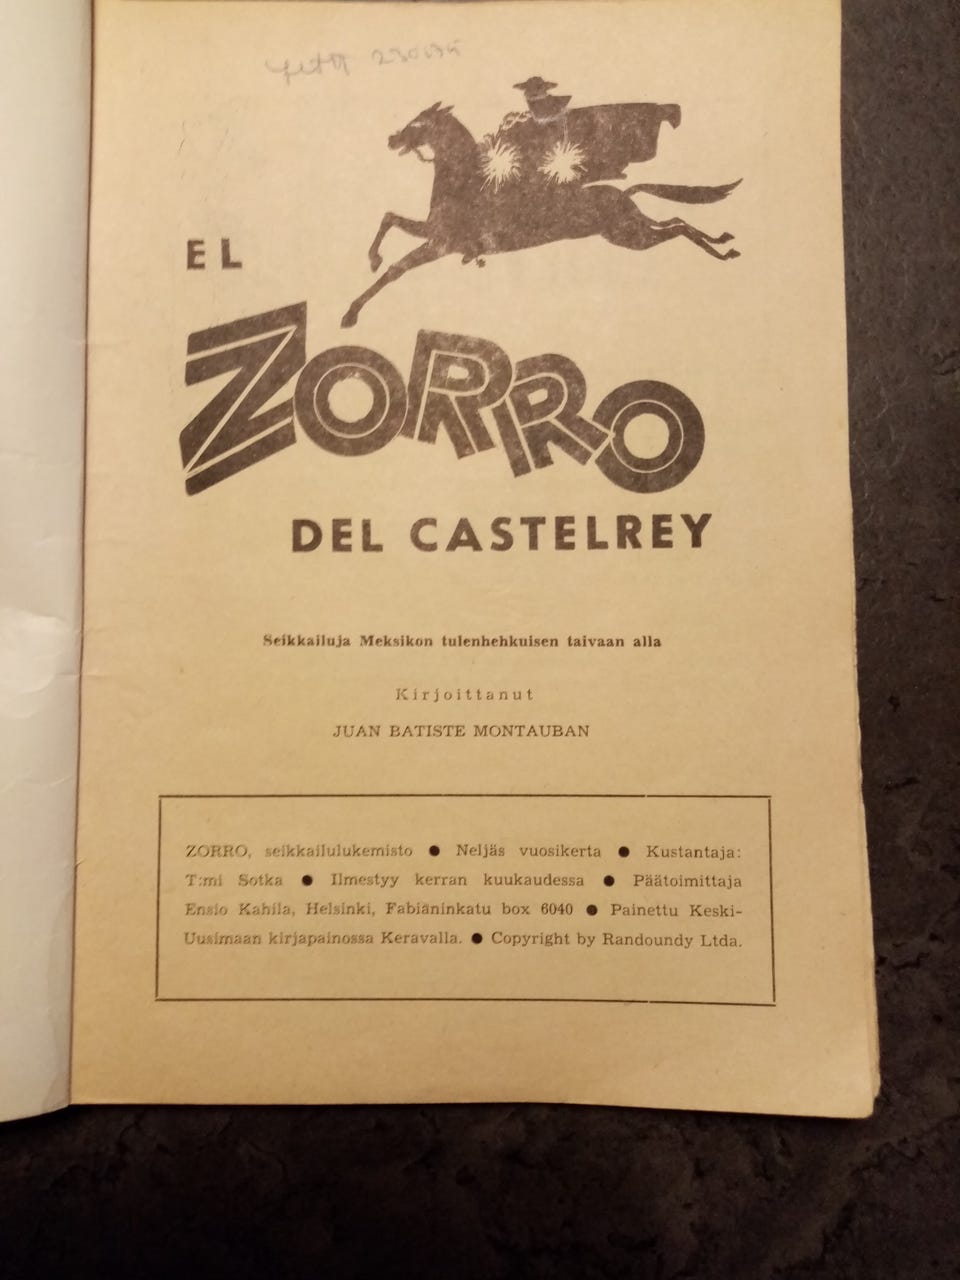 EL
ZORRO
DEL CASTELREY
Seikkailuja Meksikon tulenhehkuisen taivaan alla
Kirjoittanut
JUAN BATISTE MONTAUBAN
ZORRO, seikkailulukemisto ● Neljäs vuosikerta ● Kustantaja:
T:mi Sotka ● Ilmestyy kerran kuukaudessa ● Päätoimittaja
Ensio Kahila, Helsinki, Fabianinkatu box 6040 ● Painettu Keski-
Uusimaan kirjapainossa Keravalla. ● Copyright by Randoundy Ltda.